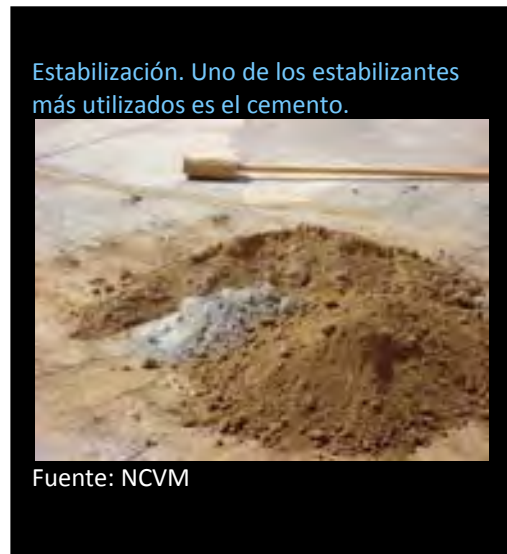 Estabilización. Uno de los estabilizantes
más utilizados es el cemento.
Fuente: NCVM